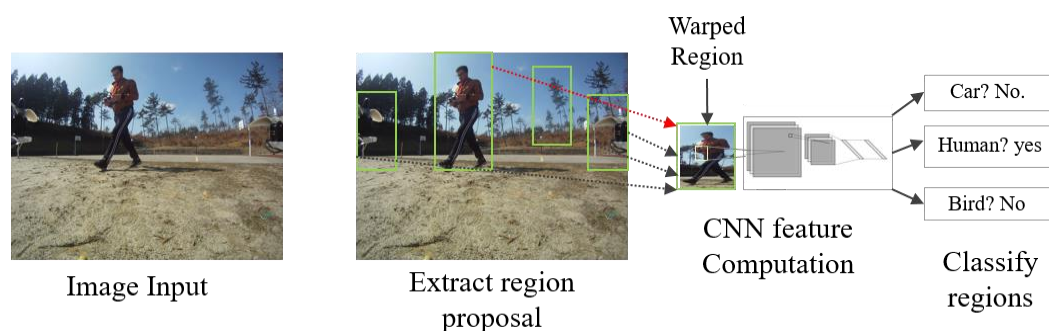 Image Input
Extract region
proposal
Warped
Region
CNN feature
Computation
Car? No.
Human? yes
Bird? No
Classify
regions